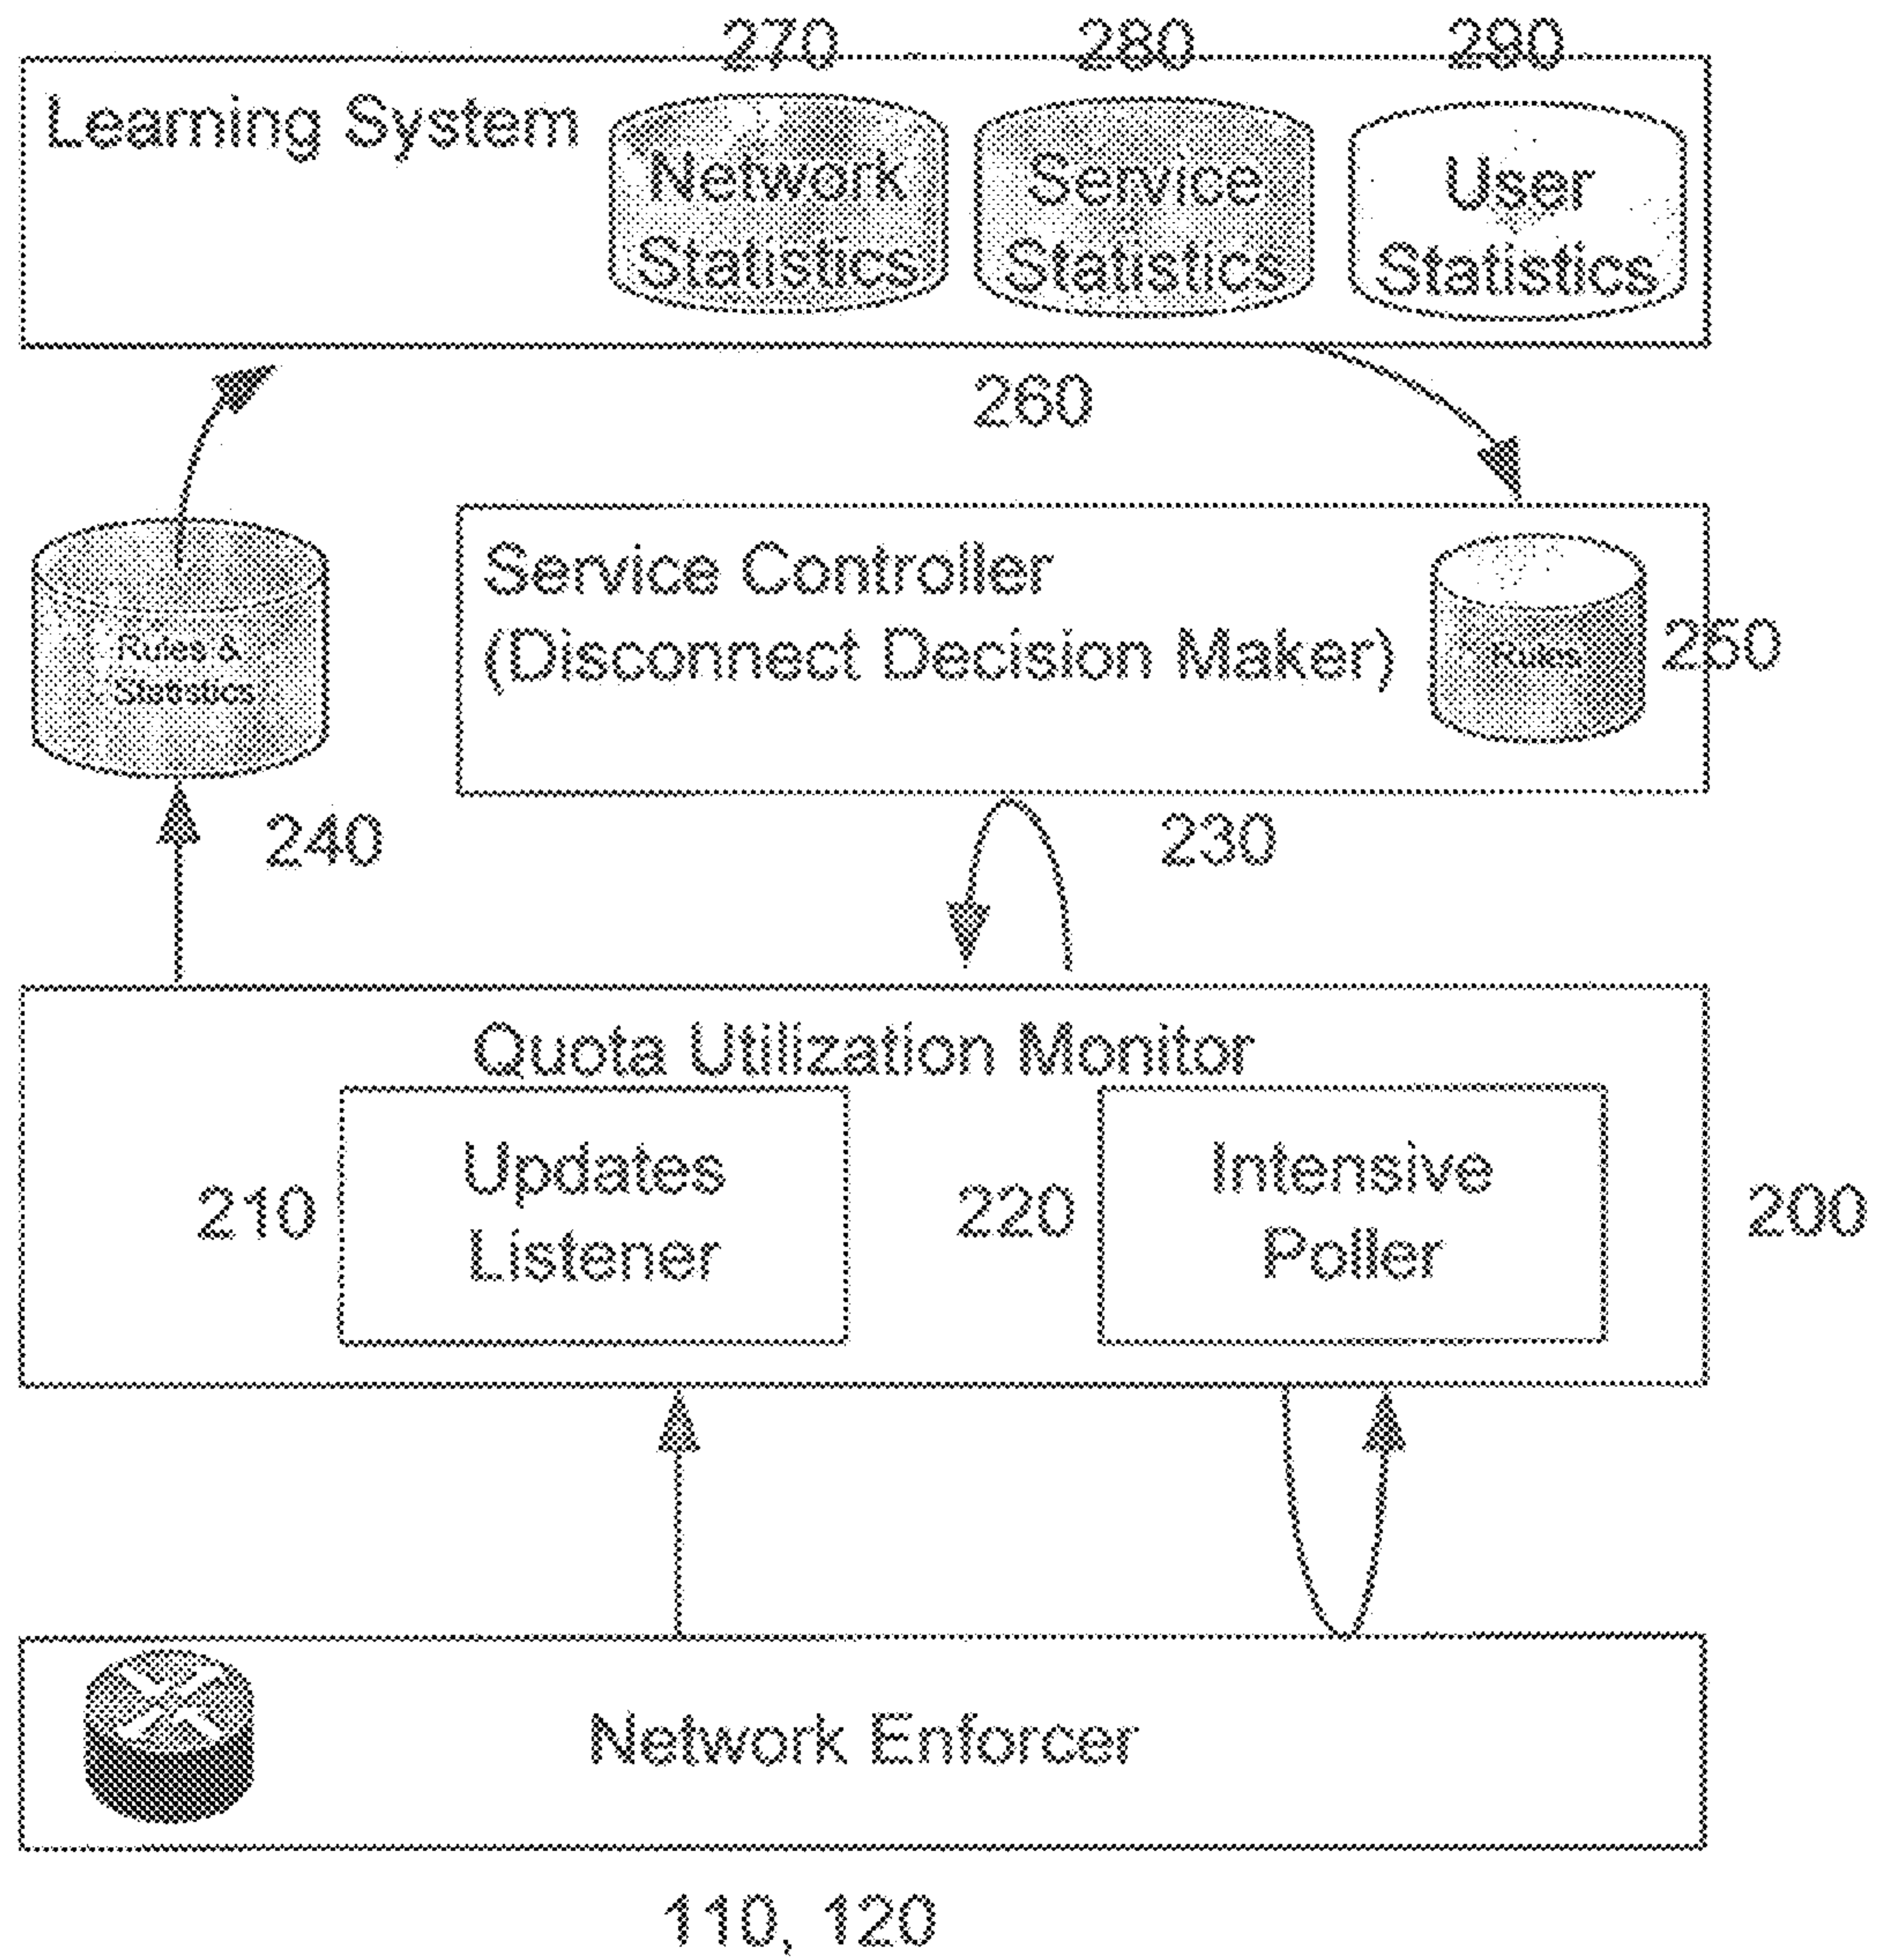 270 280 290
Learning System
Network
Statistics
Service
Statistics
User
Statistics
260
Rules &
Statistics
Service Controller
(Disconnect Decision Maker)
Rules
250
240
230
Quota Utilization Monitor
210
Updates
Listener
220
Intensive
Poller
200
Network Enforcer
110, 120